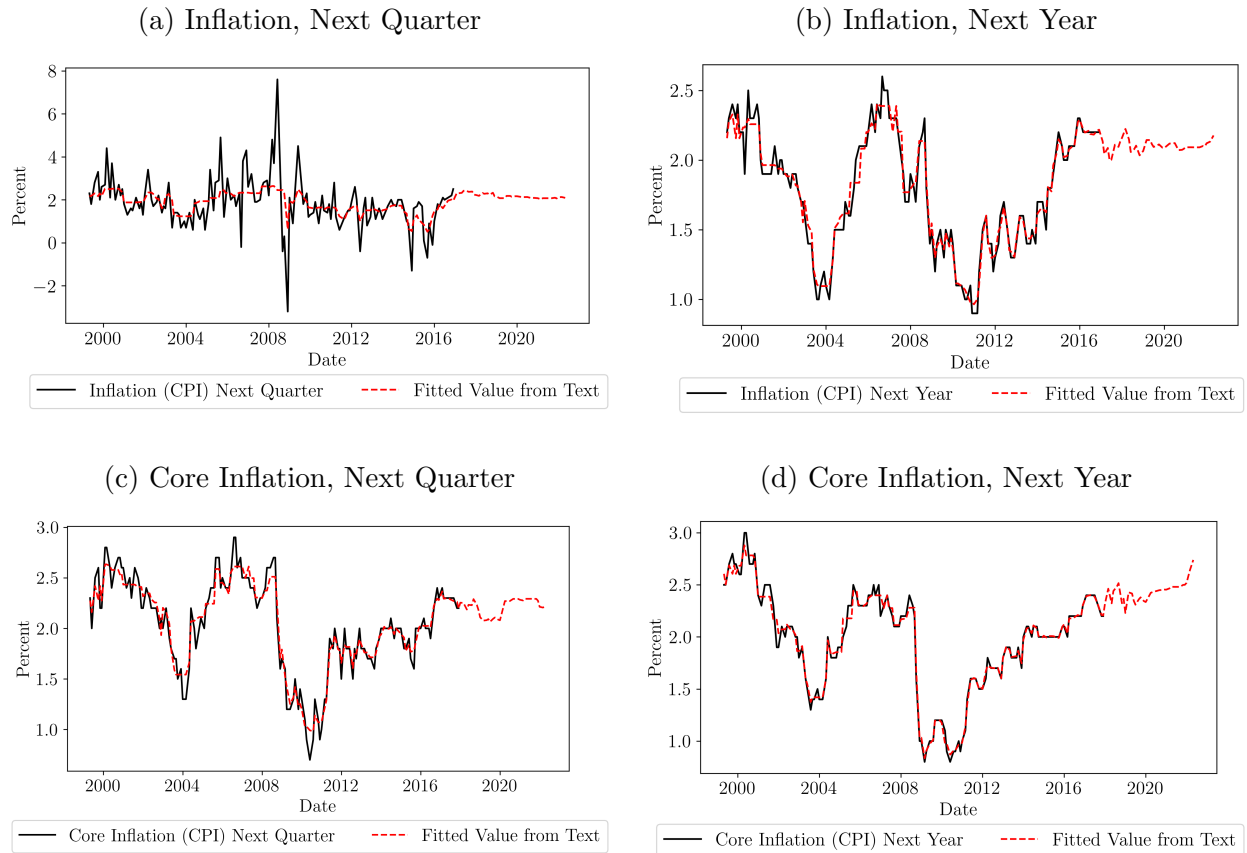 (a) Inflation, Next Quarter
8
6
4
2
0
−2
Percent
2000 2004 2008 2012 2016 2020
Date
Inflation (CPI) Next Quarter Fitted Value from Text
(b) Inflation, Next Year
2.5
2.0
1.5
1.0
Percent
2000 2004 2008 2012 2016 2020
Date
Inflation (CPI) Next Year Fitted Value from Text
(c) Core Inflation, Next Quarter
3.0
2.5
2.0
1.5
1.0
Percent
2000 2004 2008 2012 2016 2020
Date
Core Inflation (CPI) Next Quarter Fitted Value from Text
(d) Core Inflation, Next Year
3.0
2.5
2.0
1.5
1.0
Percent
2000 2004 2008 2012 2016 2020
Date
Core Inflation (CPI) Next Year Fitted Value from Text